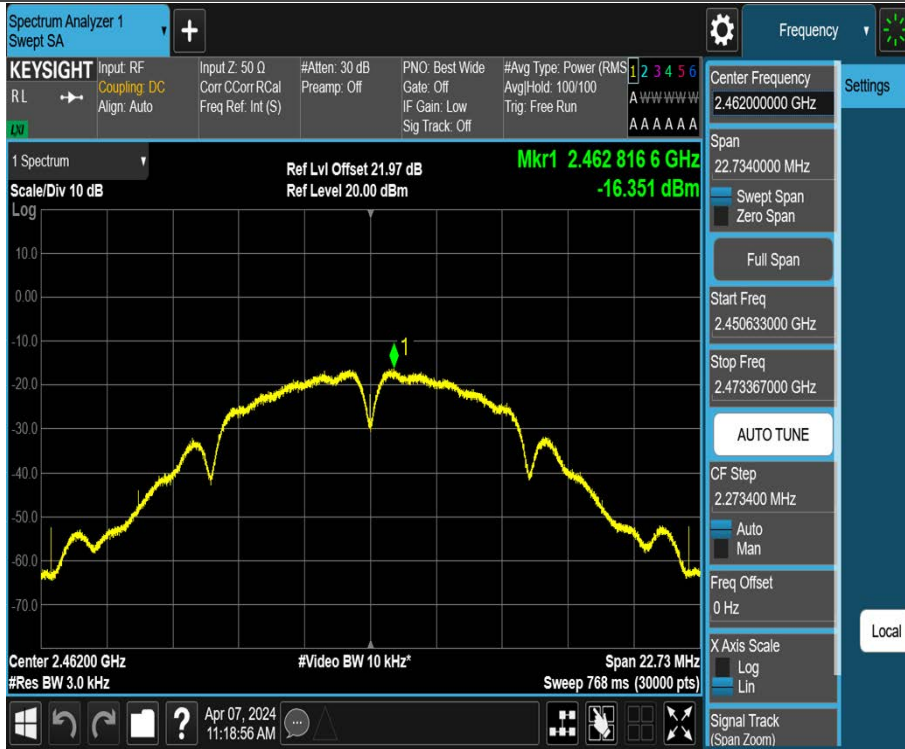 Spectrum Analyzer 1
Swept SA
+
Frequency
KEYSIGHT
RL
LXI
Input: RF
Coupling: DC
Align: Auto
Input Z: 50 Ω
Corr CCorr RCal
Freq Ref: Int (S)
#Atten: 30 dB
Preamp: Off
PNO: Best Wide
Gate: Off
IF Gain: Low
Sig Track: Off
#Avg Type: Power (RMS
Avg|Hold: 100/100
Trig: Free Run
1 2 3 4 5 6
A W W W W W
A A A A A A
Center Frequency
2.462000000 GHz
Settings
Span
22.7340000 MHz
Swept Span
Zero Span
Full Span
Start Freq
2.450633000 GHz
Stop Freq
2.473367000 GHz
AUTO TUNE
CF Step
2.273400 MHz
Auto
Man
Freq Offset
0 Hz
X Axis Scale
Log
Lin
Local
Signal Track
(Span Zoom)
1 Spectrum
Scale/Div 10 dB
Log
Ref Lvl Offset 21.97 dB
Ref Level 20.00 dBm
Mkr1 2.462 816 6 GHz
-16.351 dBm
10.0
0.00
-10.0
1
-20.0
-30.0
-40.0
-50.0
-60.0
-70.0
Center 2.46200 GHz
#Video BW 10 kHz*
Span 22.73 MHz
#Res BW 3.0 kHz
Sweep 768 ms (30000 pts)
?
Apr 07, 2024
11:18:56 AM